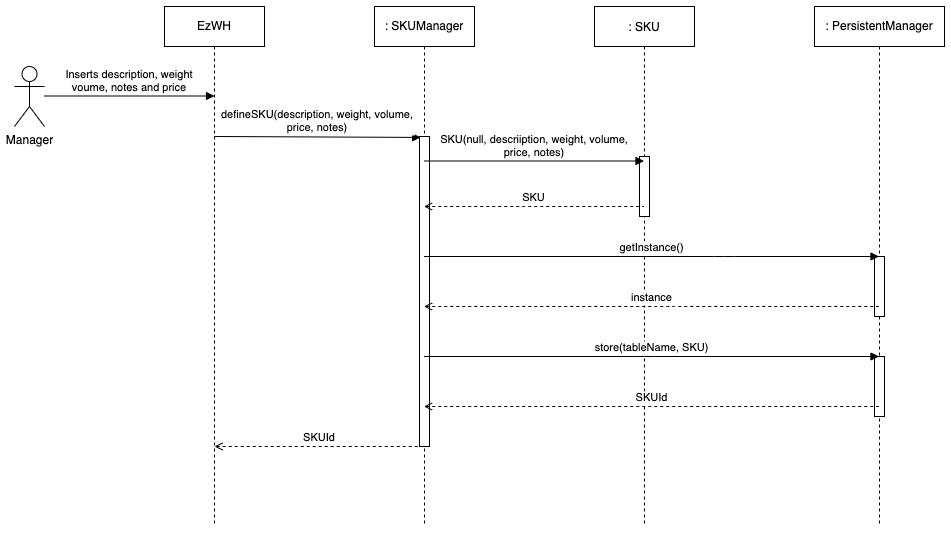 EzWH
: SKUManager
: SKU
: PersistentManager
Inserts description, weight
voume, notes and price
Manager
defineSKU(description, weight, volume,
price, notes)
SKU(null, descriiption, weight, volume,
price, notes)
SKU
getInstance()
instance
store(tableName, SKU)
SKUId
SKUId